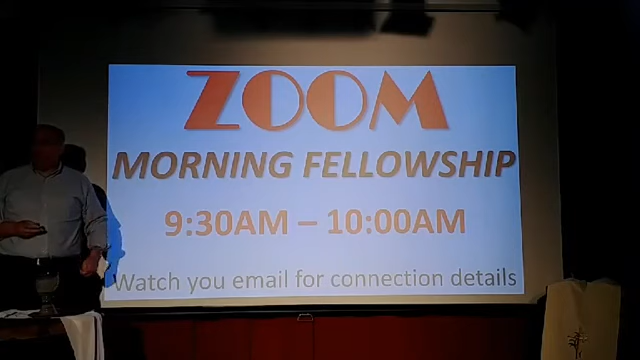 ZOOM
MORNING FELLOWSHIP
9:30AM – 10:00AM
Watch you email for connection details